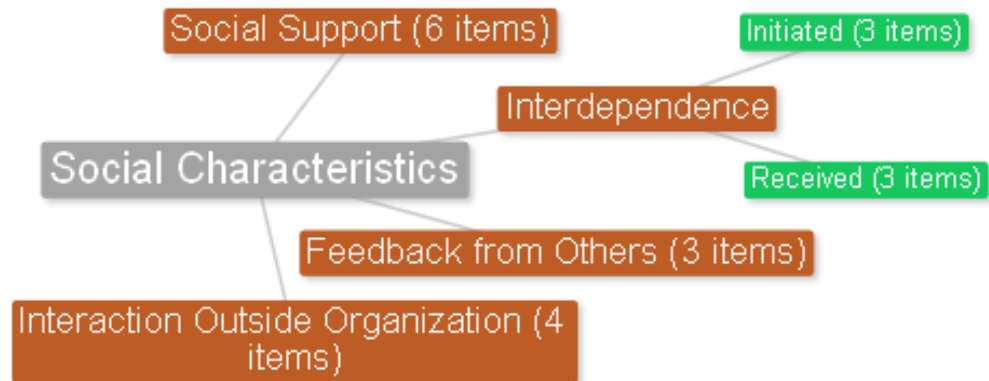 Social Support (6 items)
Initiated (3 items)
Interdependence
Social Characteristics
Received (3 items)
Feedback from Others (3 items)
Interaction Outside Organization (4
items)